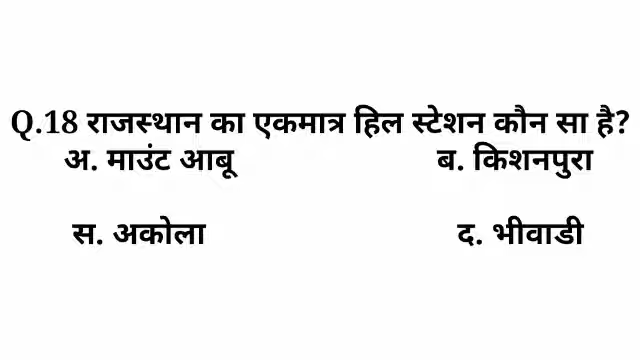 Q.18 राजस्थान का एकमात्र हिल स्टेशन कौन सा है?
अ. माउंट आबू ब. किशनपुरा
स. अकोला द. भीवाडी